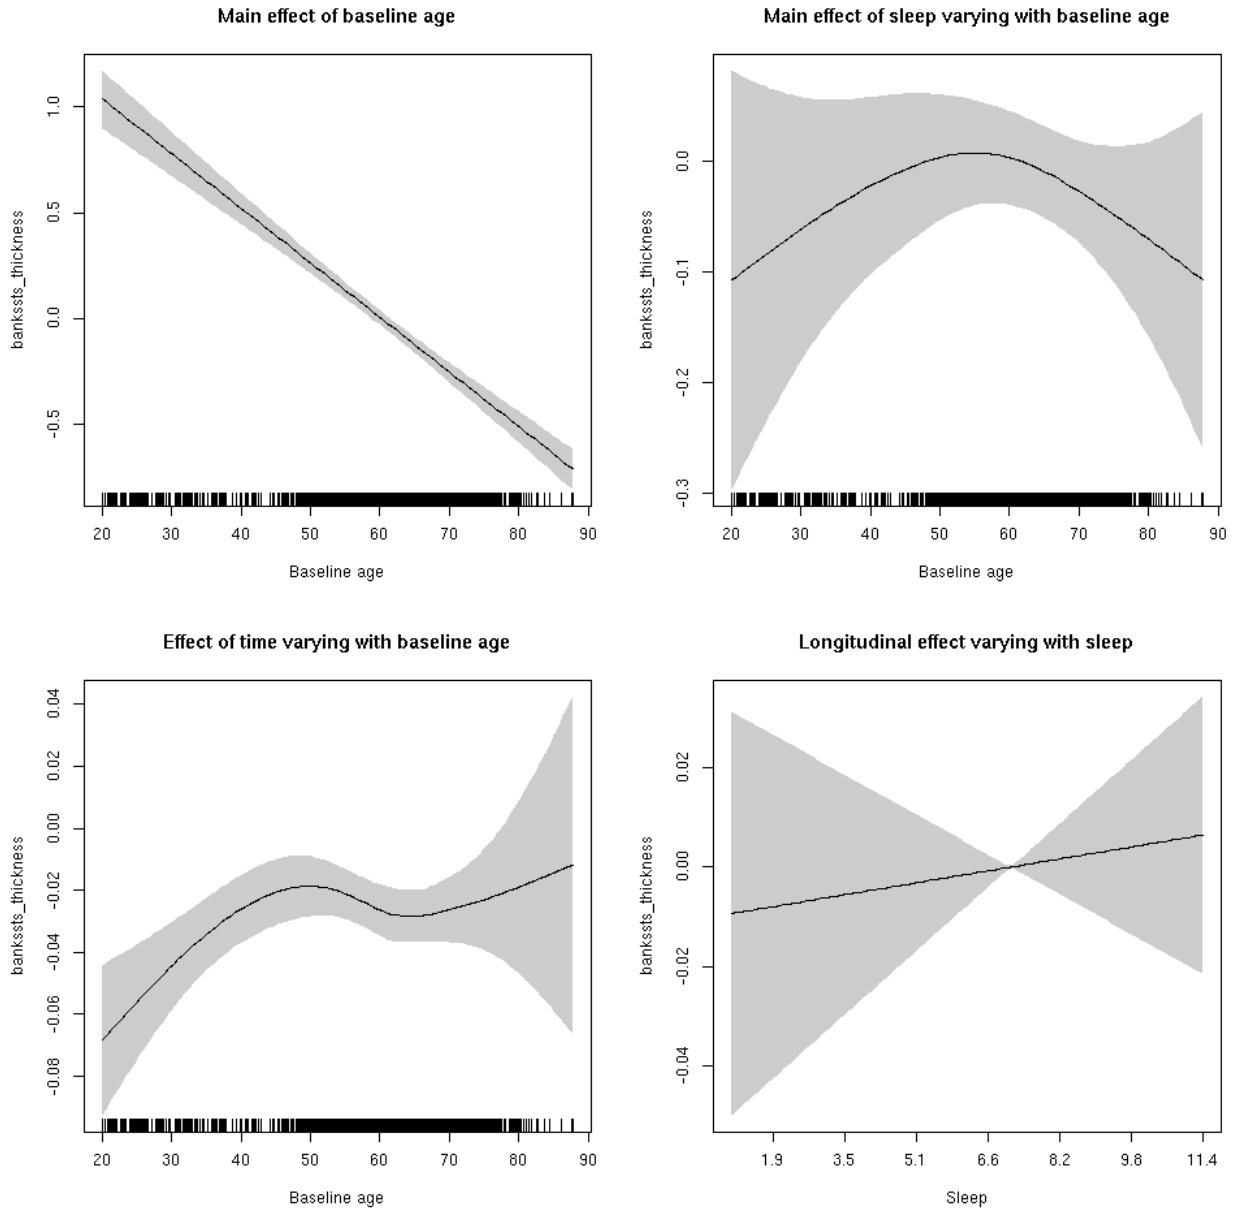 Main effect of baseline age
bankssts_thickness
1.0
0.5
0.0
-0.5
20 30 40 50 60 70 80 90
Baseline age
Main effect of sleep varying with baseline age
bankssts_thickness
0.0
-0.1
-0.2
-0.3
20 30 40 50 60 70 80 90
Baseline age
Effect of time varying with baseline age
bankssts_thickness
0.04
0.02
0.00
-0.02
-0.04
-0.06
-0.08
20 30 40 50 60 70 80 90
Baseline age
Longitudinal effect varying with sleep
bankssts_thickness
0.02
0.00
-0.02
-0.04
1.9 3.5 5.1 6.6 8.2 9.8 11.4
Sleep